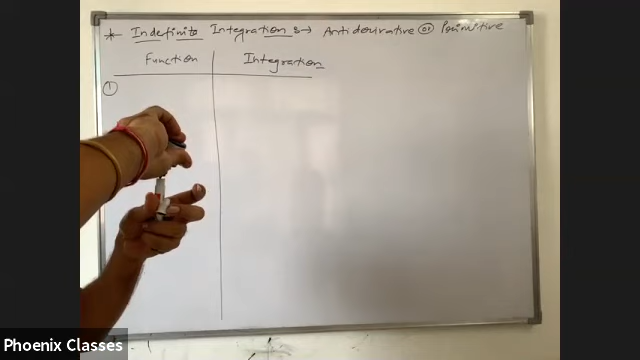 * Indefinite Integration :→ Antiderivative or Primitive
Function Integration
①
Phoenix Classes